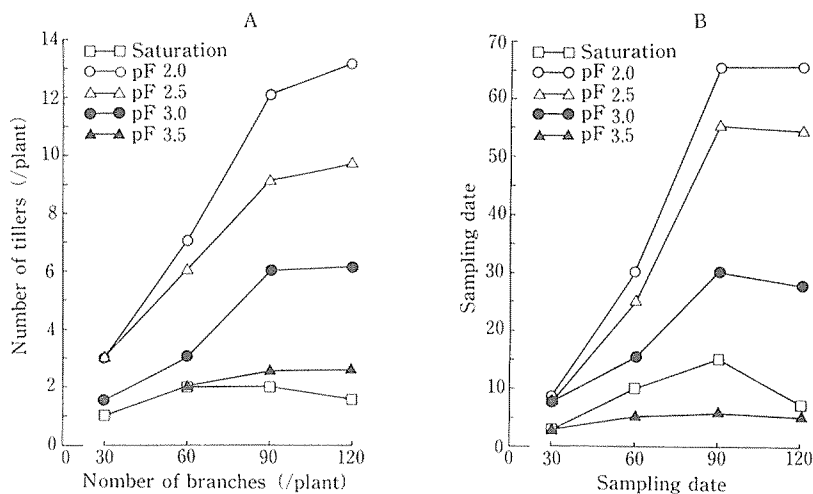 A
14
12
10
8
6
4
2
0
Number of tillers (/plant)
Saturation
pF 2.0
pF 2.5
pF 3.0
pF 3.5
0 30 60 90 120
Nomber of branches (/plant)
B
70
65
50
40
30
20
10
0
Sampling date
Saturation
pF 2.0
pF 2.5
pF 3.0
pF 3.5
0 30 60 90 120
Sampling date